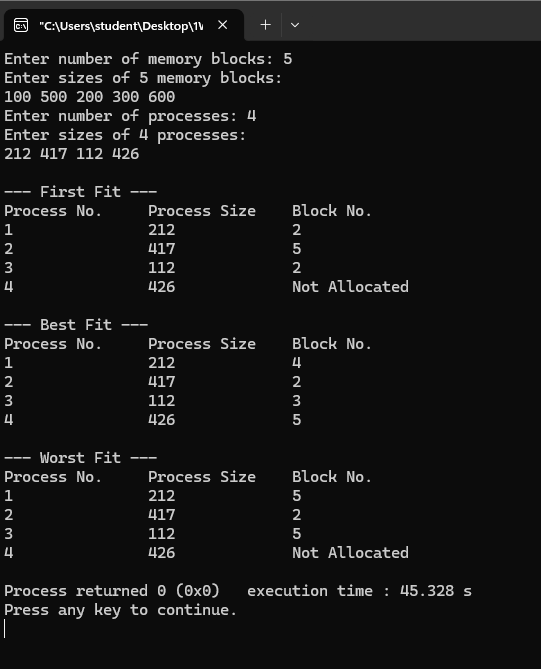 "C:\Users\student\Desktop\1\
Enter number of memory blocks: 5
Enter sizes of 5 memory blocks:
100 500 200 300 600
Enter number of processes: 4
Enter sizes of 4 processes:
212 417 112 426
--- First Fit ---
Process No. Process Size Block No.
1 212 2
2 417 5
3 112 2
4 426 Not Allocated
--- Best Fit ---
Process No. Process Size Block No.
1 212 4
2 417 2
3 112 3
4 426 5
--- Worst Fit ---
Process No. Process Size Block No.
1 212 5
2 417 2
3 112 5
4 426 Not Allocated
Process returned 0 (0x0) execution time : 45.328 s
Press any key to continue.